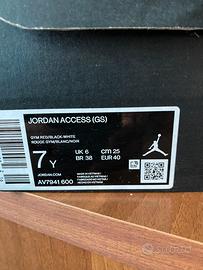 JORDAN ACCESS (GS)
GYM RED/BLACK-WHITE
ROUGE GYM/BLANC/NOIR
7 Y
UK 6
CM 25
BR 38
EUR 40
JORDAN.COM
AV7941 600